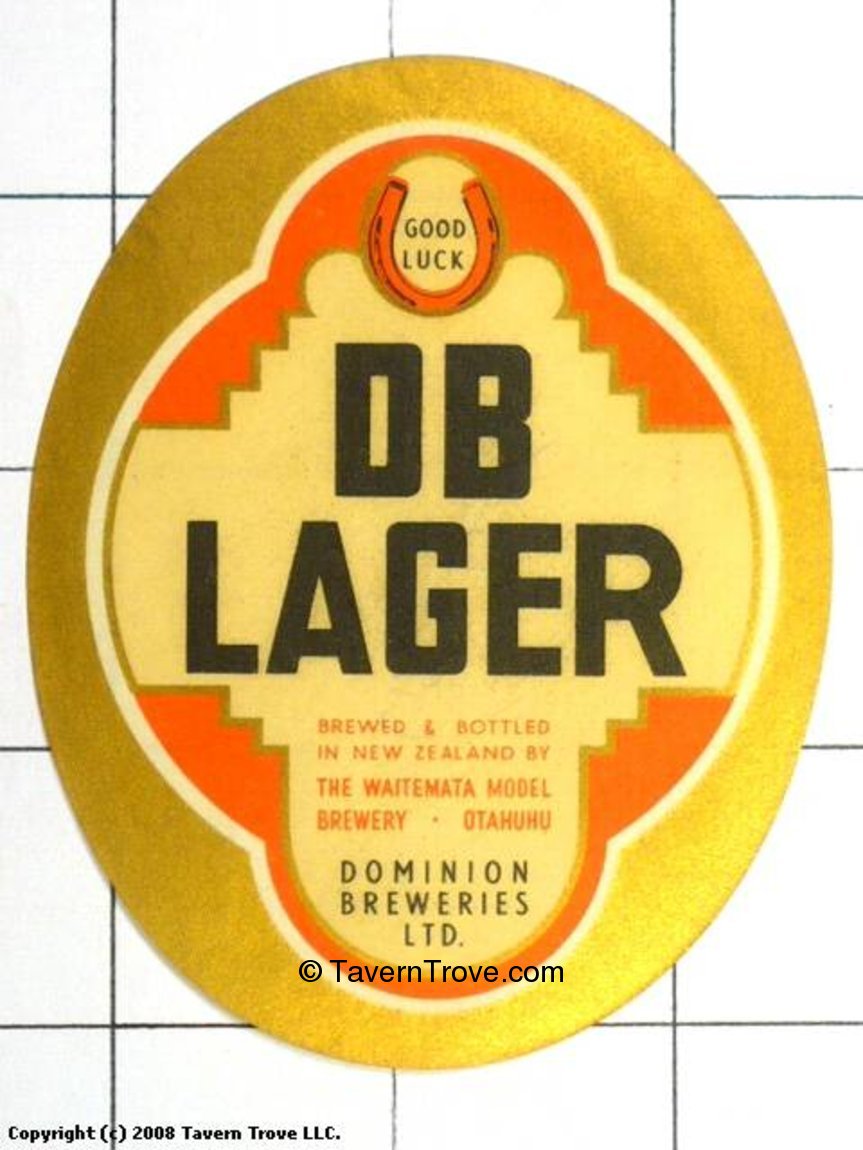 GOOD
LUCK
DB
LAGER
BREWED & BOTTLED
IN NEW ZEALAND BY
THE WAITEMATA MODEL
BREWERY · OTAHUHU
DOMINION
BREWERIES
LTD.
© TavernTrove.com
Copyright (c) 2008 Tavern Trove LLC.